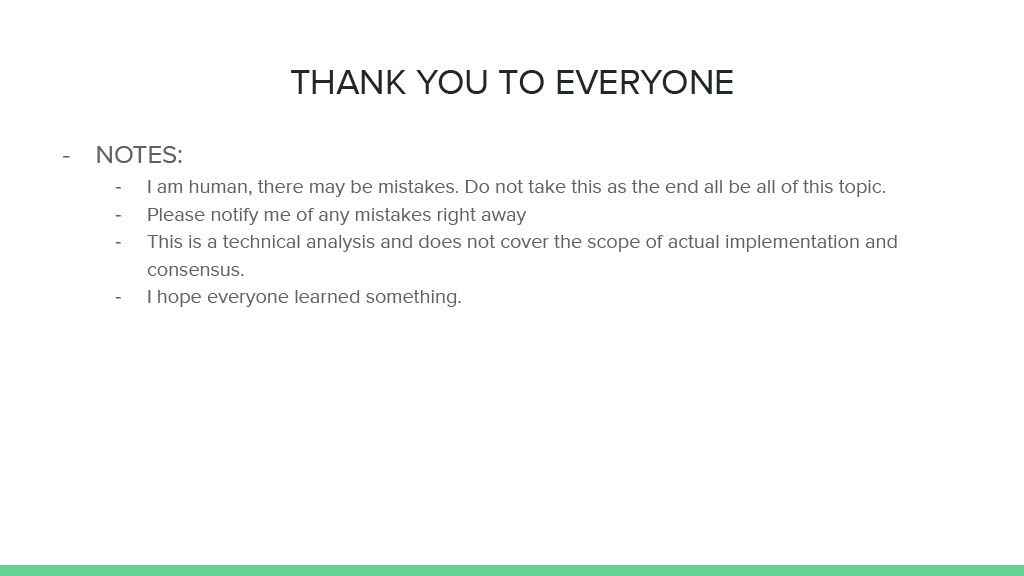 THANK YOU TO EVERYONE
- NOTES:
- I am human, there may be mistakes. Do not take this as the end all be all of this topic.
- Please notify me of any mistakes right away
- This is a technical analysis and does not cover the scope of actual implementation and
consensus.
- I hope everyone learned something.